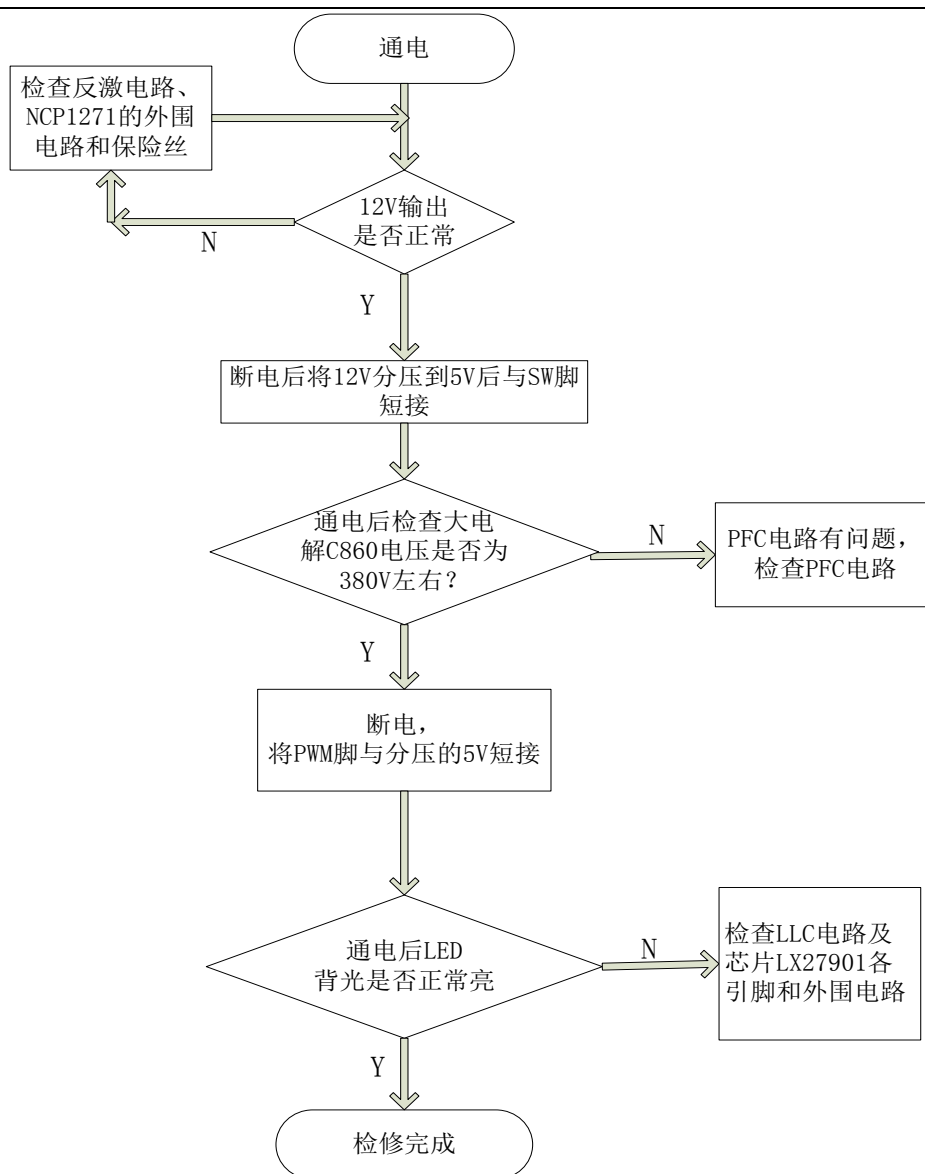 通电
检查反激电路、
NCP1271的外围
电路和保险丝
12V输出
是否正常
N
Y
断电后将12V分压到5V后与SW脚
短接
通电后检查大电
解C860电压是否为
380V左右？
N
PFC电路有问题，
检查PFC电路
Y
断电，
将PWM脚与分压的5V短接
通电后LED
背光是否正常亮
N
检查LLC电路及
芯片LX27901各
引脚和外围电路
Y
检修完成